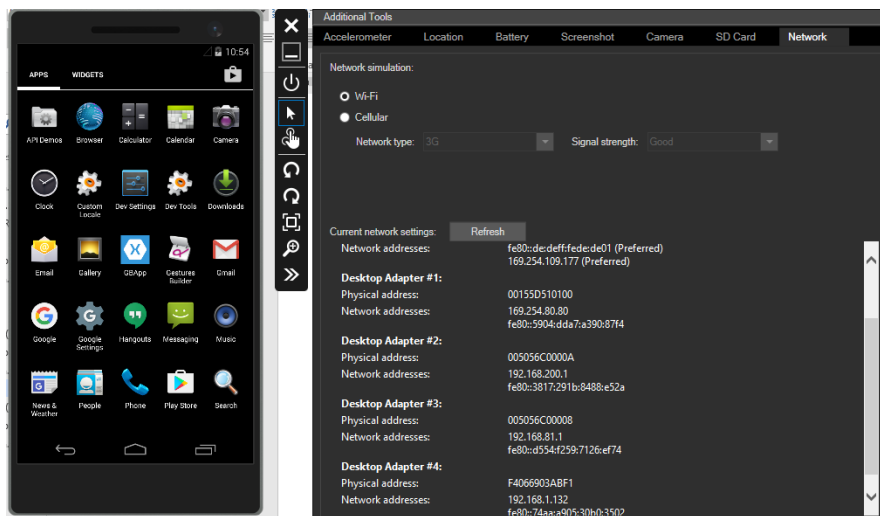 10:54
APPS WIDGETS
API Demos Browser Calculator Calendar Camera
Clock Custom Locale Dev Settings Dev Tools Downloads
Email Gallery GBApp Gestures Builder Gmail
Google Google Settings Hangouts Messaging Music
News & Weather People Phone Play Store Search
Additional Tools
Accelerometer Location Battery Screenshot Camera SD Card Network
Network simulation:
Wi-Fi
Cellular
Network type: 3G Signal strength: Good
Current network settings: Refresh
Network addresses: fe80::de:deff:fede:de01 (Preferred)
169.254.109.177 (Preferred)
Desktop Adapter #1:
Physical address: 00155D510100
Network addresses: 169.254.80.80
fe80::5904:dda7:a390:87f4
Desktop Adapter #2:
Physical address: 005056C0000A
Network addresses: 192.168.200.1
fe80::3817:291b:8488:e52a
Desktop Adapter #3:
Physical address: 005056C00008
Network addresses: 192.168.81.1
fe80::d554:f259:7126:ef74
Desktop Adapter #4:
Physical address: F4066903ABF1
Network addresses: 192.168.1.132
fe80::74aa:a905:30b0:3502